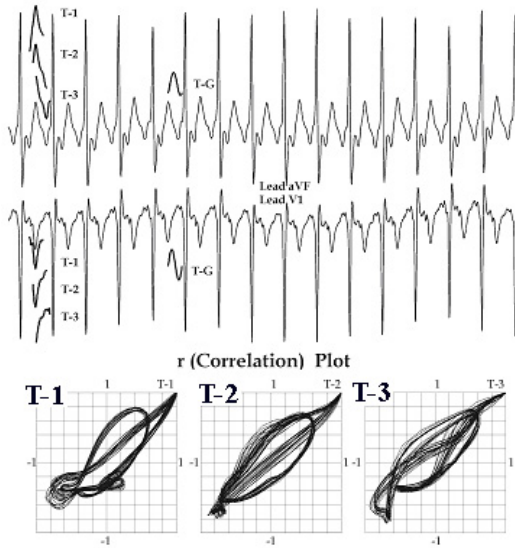 T-1
T-2
T-3
T-G
Lead aVF
Lead V1
T-1
T-2
T-3
T-G
r (Correlation) Plot
T-1 1 T-1
T-2 1 T-2
T-3 1 T-3
-1 1
-1 1
-1 1
-1
-1
-1